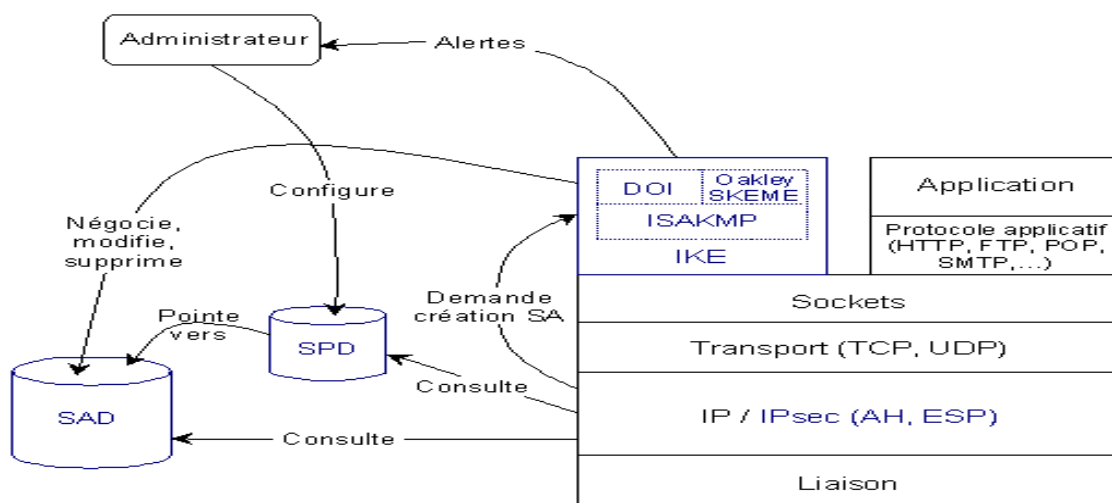 Administrateur
Alertes
Configure
Négocie,
modifie,
supprime
Pointe
vers
SPD
SAD
Consulte
Consulte
Demande
création SA
DOI
Oakley
SKEME
ISAKMP
IKE
Application
Protocole applicatif
(HTTP, FTP, POP,
SMTP,...)
Sockets
Transport (TCP, UDP)
IP / IPsec (AH, ESP)
Liaison